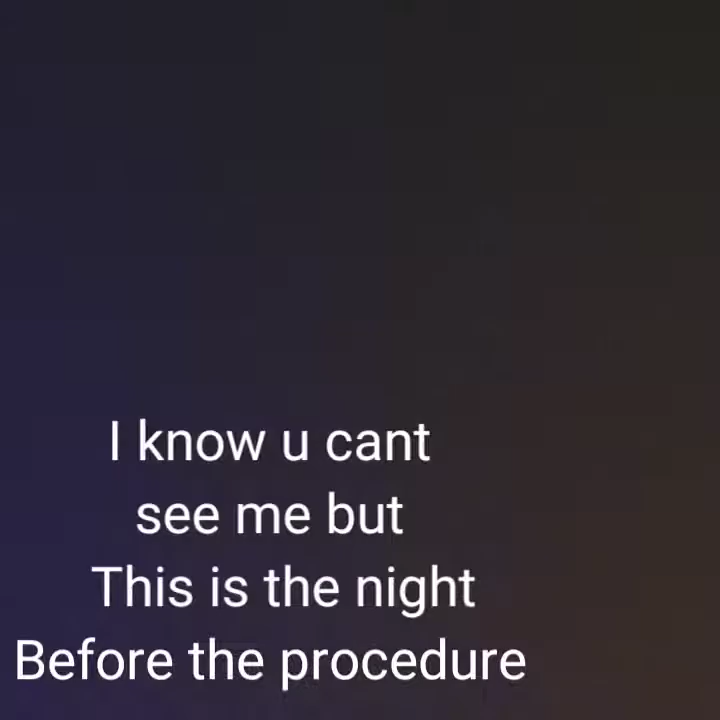 I know u cant
see me but
This is the night
Before the procedure